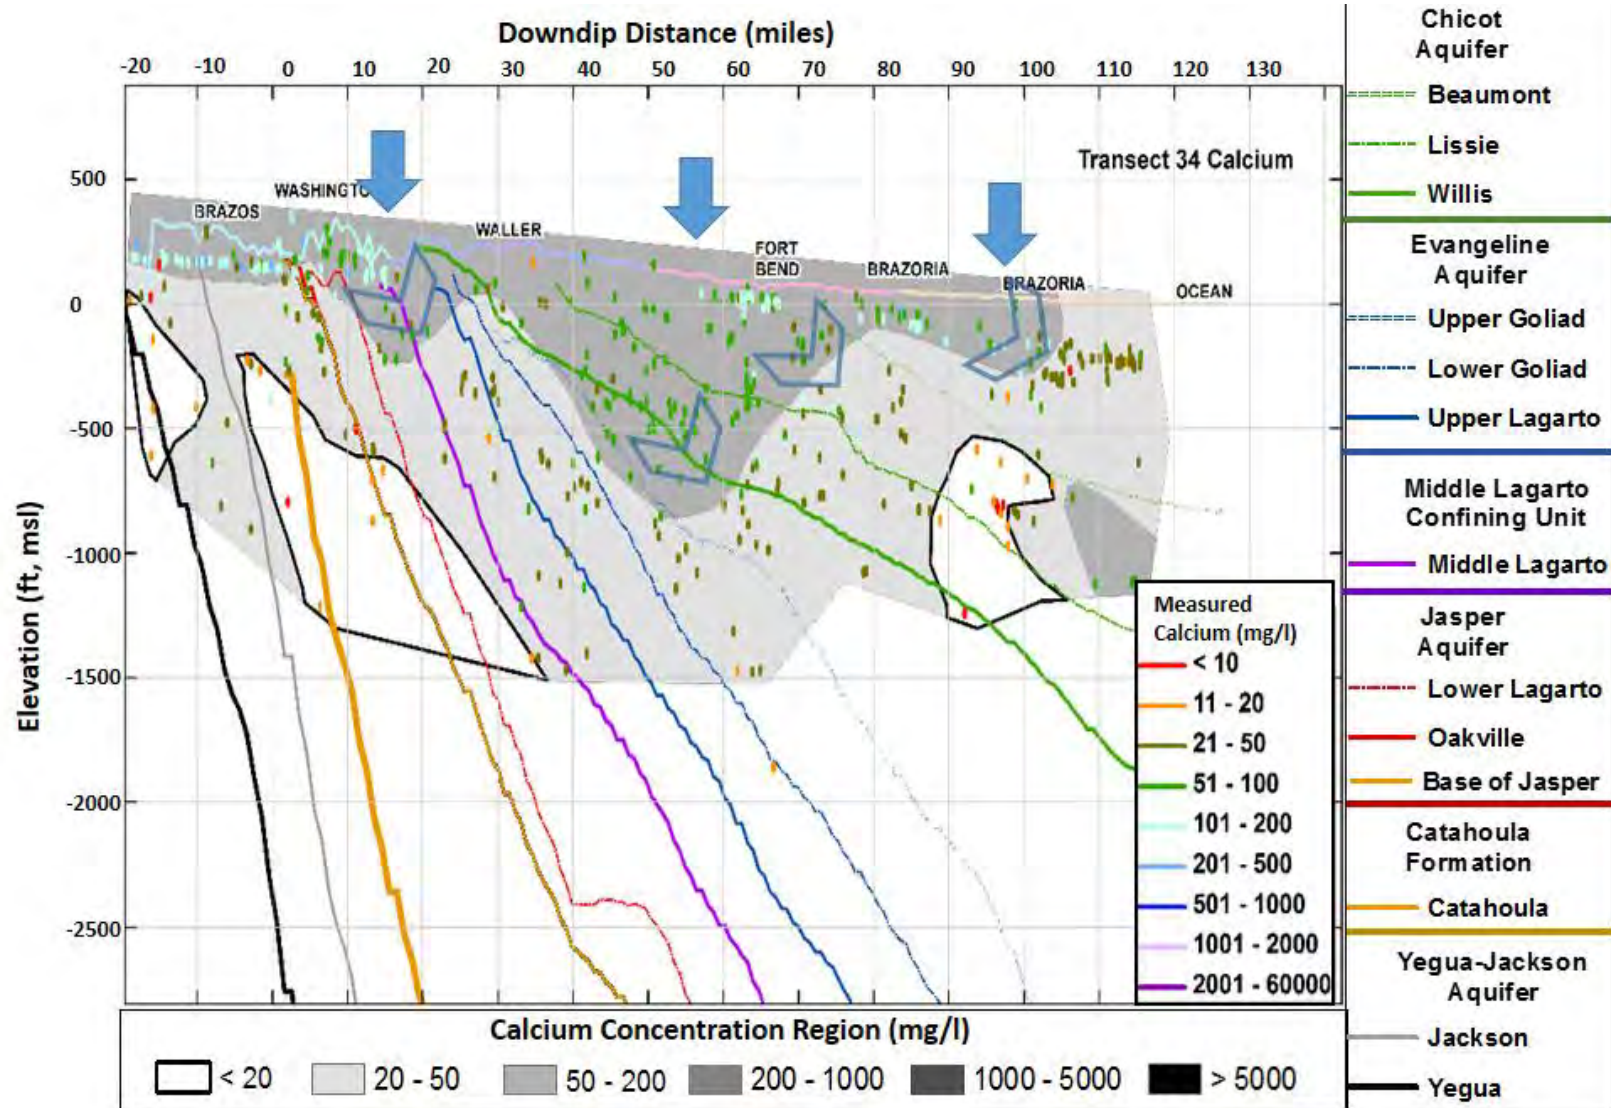 Downdip Distance (miles)
-20 -10 0 10 20 30 40 50 60 70 80 90 100 110 120 130
Transect 34 Calcium
500
0
-500
-1000
-1500
-2000
-2500
Elevation (ft, msl)
BRAZOS
WASHINGTO
WALLER
FORT
BEND
BRAZORIA
BRAZORIA
OCEAN
Measured
Calcium (mg/l)
< 10
11 - 20
21 - 50
51 - 100
101 - 200
201 - 500
501 - 1000
1001 - 2000
2001 - 60000
Calcium Concentration Region (mg/l)
< 20 20 - 50 50 - 200 200 - 1000 1000 - 5000 > 5000
Chicot
Aquifer
Beaumont
Lissie
Willis
Evangeline
Aquifer
Upper Goliad
Lower Goliad
Upper Lagarto
Middle Lagarto
Confining Unit
Middle Lagarto
Jasper
Aquifer
Lower Lagarto
Oakville
Base of Jasper
Catahoula
Formation
Catahoula
Yegua-Jackson
Aquifer
Jackson
Yegua